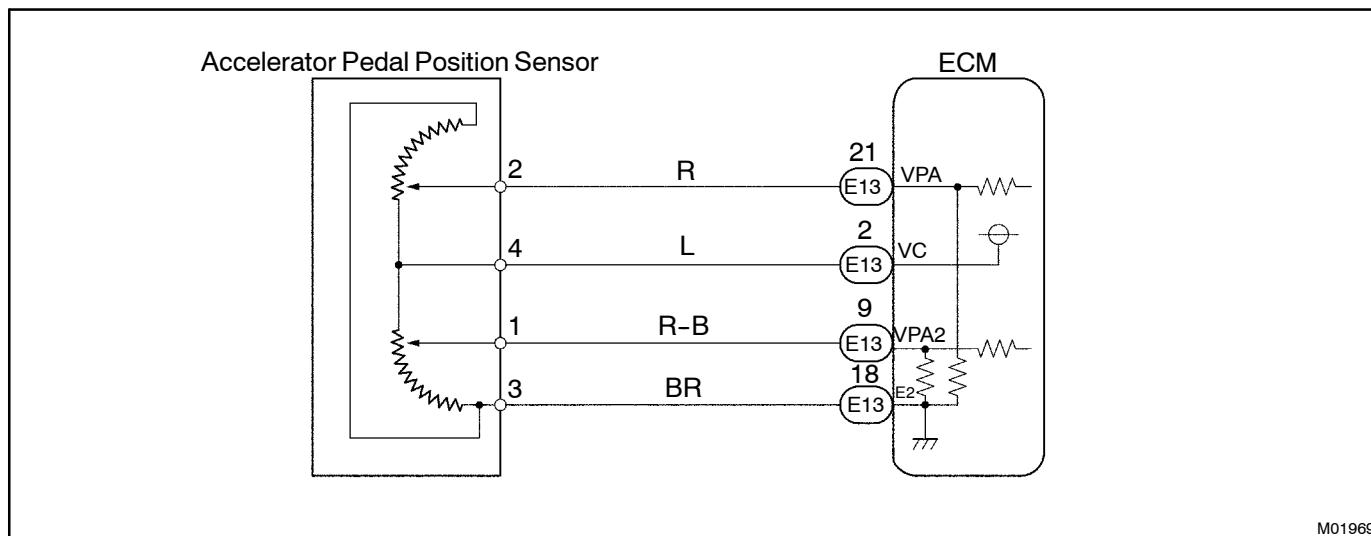 Accelerator Pedal Position Sensor
ECM
2
R
21
E13
VPA
4
L
2
E13
VC
1
R-B
9
E13
VPA2
3
BR
18
E13
E2
M01969